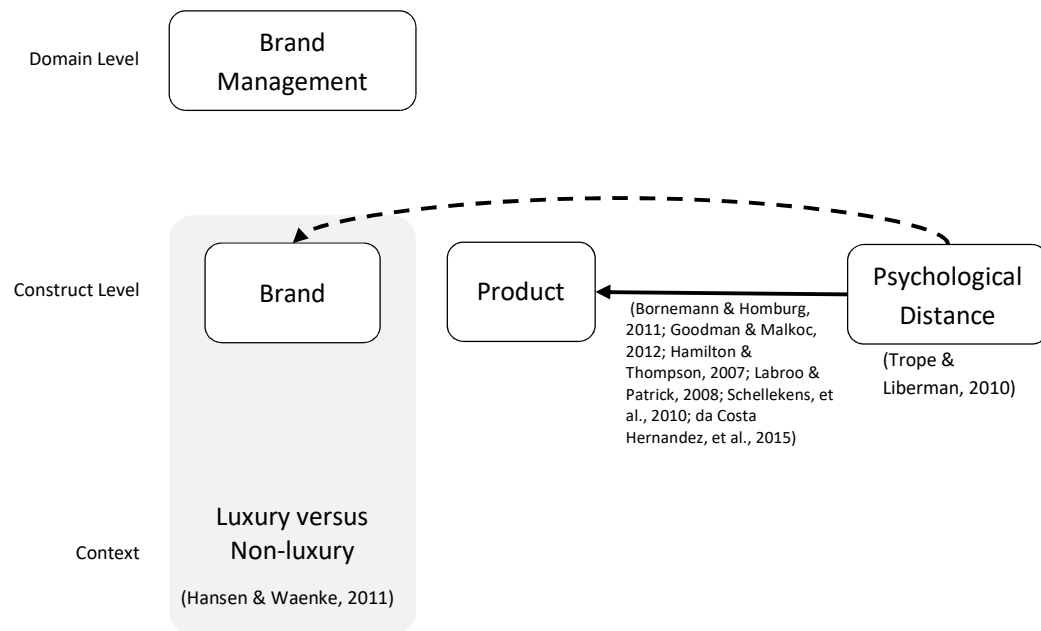 Domain Level
Brand
Management
Construct Level
Brand
Product
Psychological
Distance
(Bornemann & Homburg,
2011; Goodman & Malkoc,
2012; Hamilton &
Thompson, 2007; Labroo &
Patrick, 2008; Schellekens, et
al., 2010; da Costa
Hernandez, et al., 2015)
(Trope &
Liberman, 2010)
Context
Luxury versus
Non-luxury
(Hansen & Waenke, 2011)